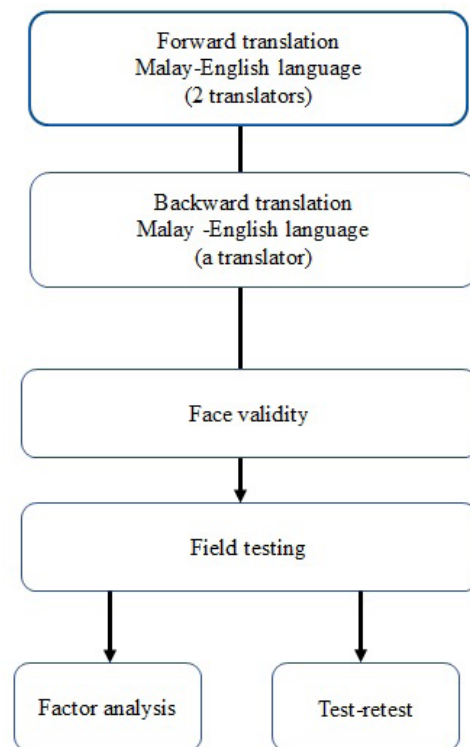 Forward translation
Malay-English language
(2 translators)
Backward translation
Malay -English language
(a translator)
Face validity
Field testing
Factor analysis
Test-retest